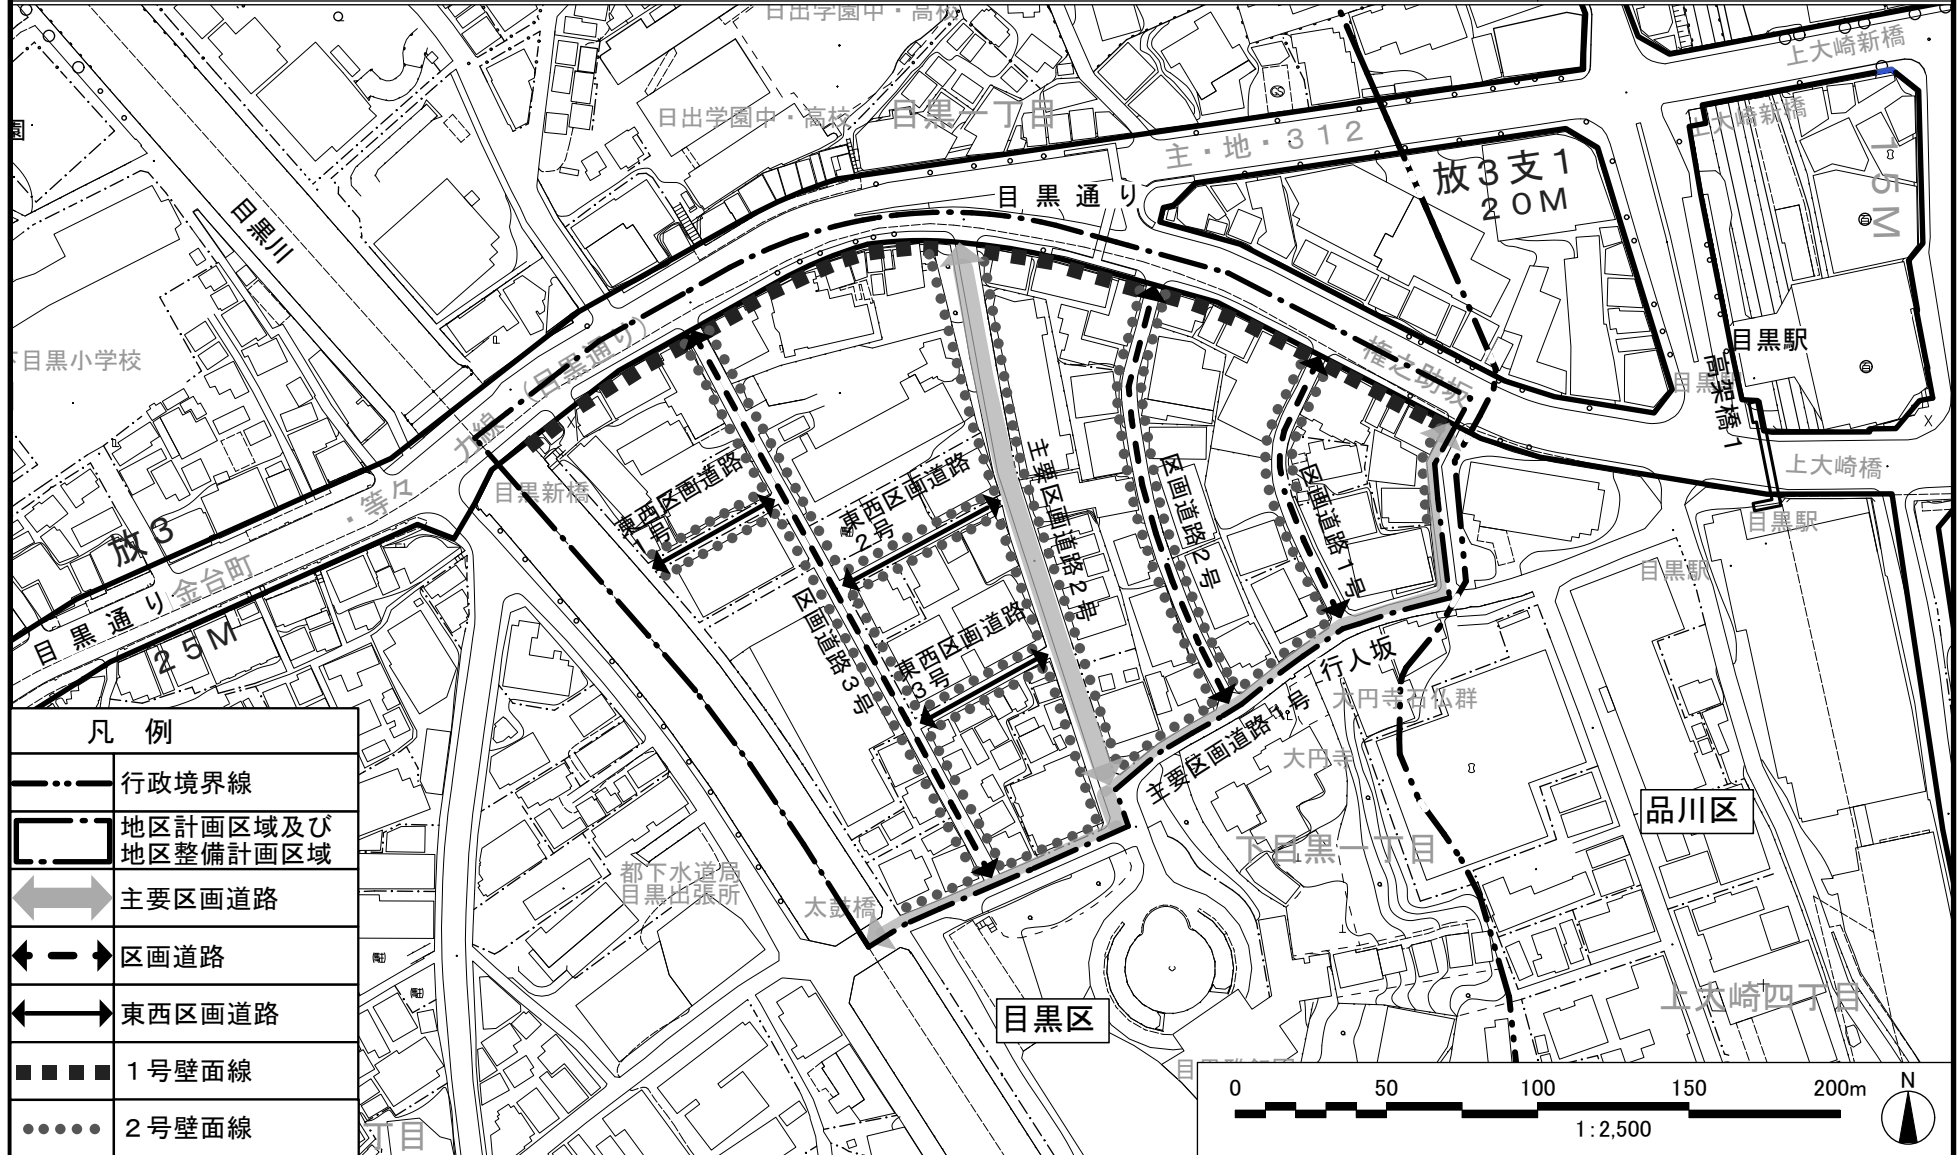 日出学園中・高校
上大崎新橋
日出学園中・高校
目黒一丁目
主・地・312
上大崎新橋
15M
放3支1
20M
目黒通り
目黒川
目黒駅
高架橋1
権之助坂
(目黒通り)
下目黒小学校
目黒新橋
上大崎橋
目黒駅
目黒駅
東西区画道路
1号
東西区画道路
2号
東西区画道路
3号
主要区画道路2号
区画道路2号
区画道路1号
区画道路3号
主要区画道路1号
行人坂
大円寺石仏群
大円寺
放3
・等々
力線
金台町
目黒通り
25M
品川区
下目黒一丁目
都下水道局
目黒出張所
太鼓橋
目黒区
上大崎四丁目
丁目
凡 例
行政境界線
地区計画区域及び
地区整備計画区域
主要区画道路
区画道路
東西区画道路
1号壁面線
2号壁面線
0 50 100 150 200m
1:2,500
N